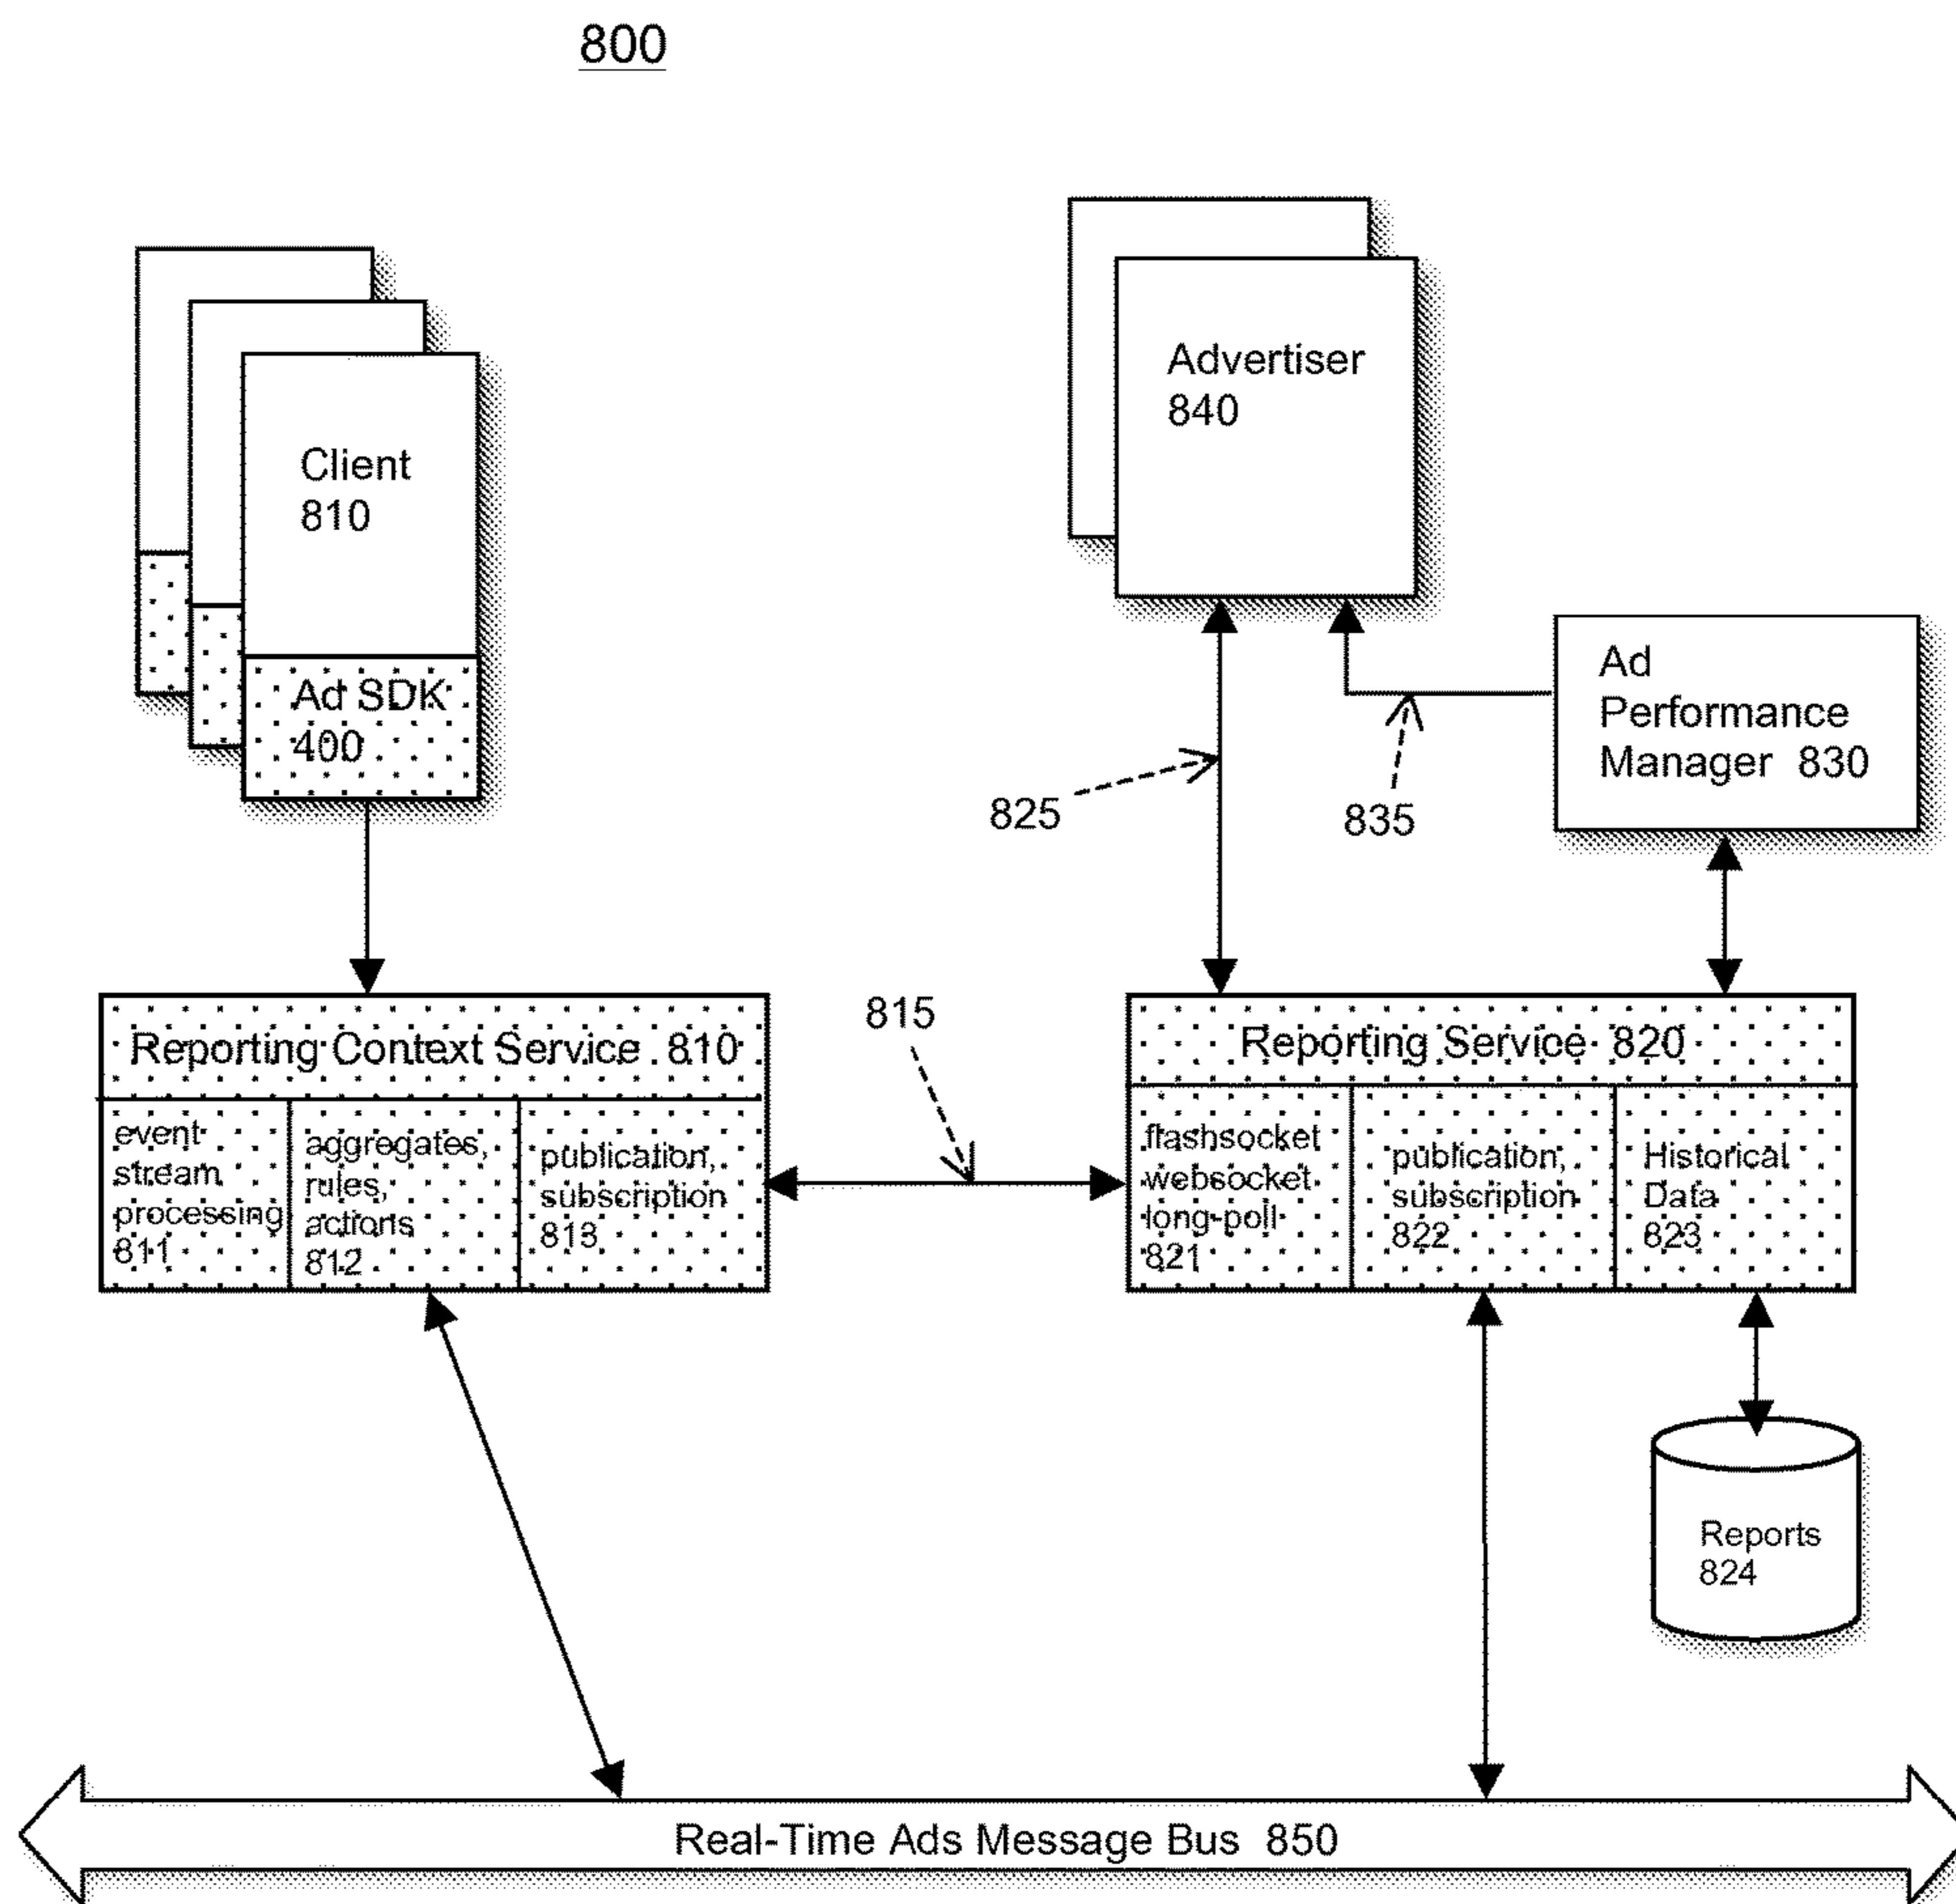 800
Client
810
Ad SDK
400
Advertiser
840
Ad
Performance
Manager 830
825
835
Reporting Context Service 810
event
stream
processing
811
aggregates,
rules,
actions
812
publication,
subscription
813
815
Reporting Service 820
flashsocket
websocket
long-poll
821
publication,
subscription
822
Historical
Data
823
Reports
824
Real-Time Ads Message Bus 850